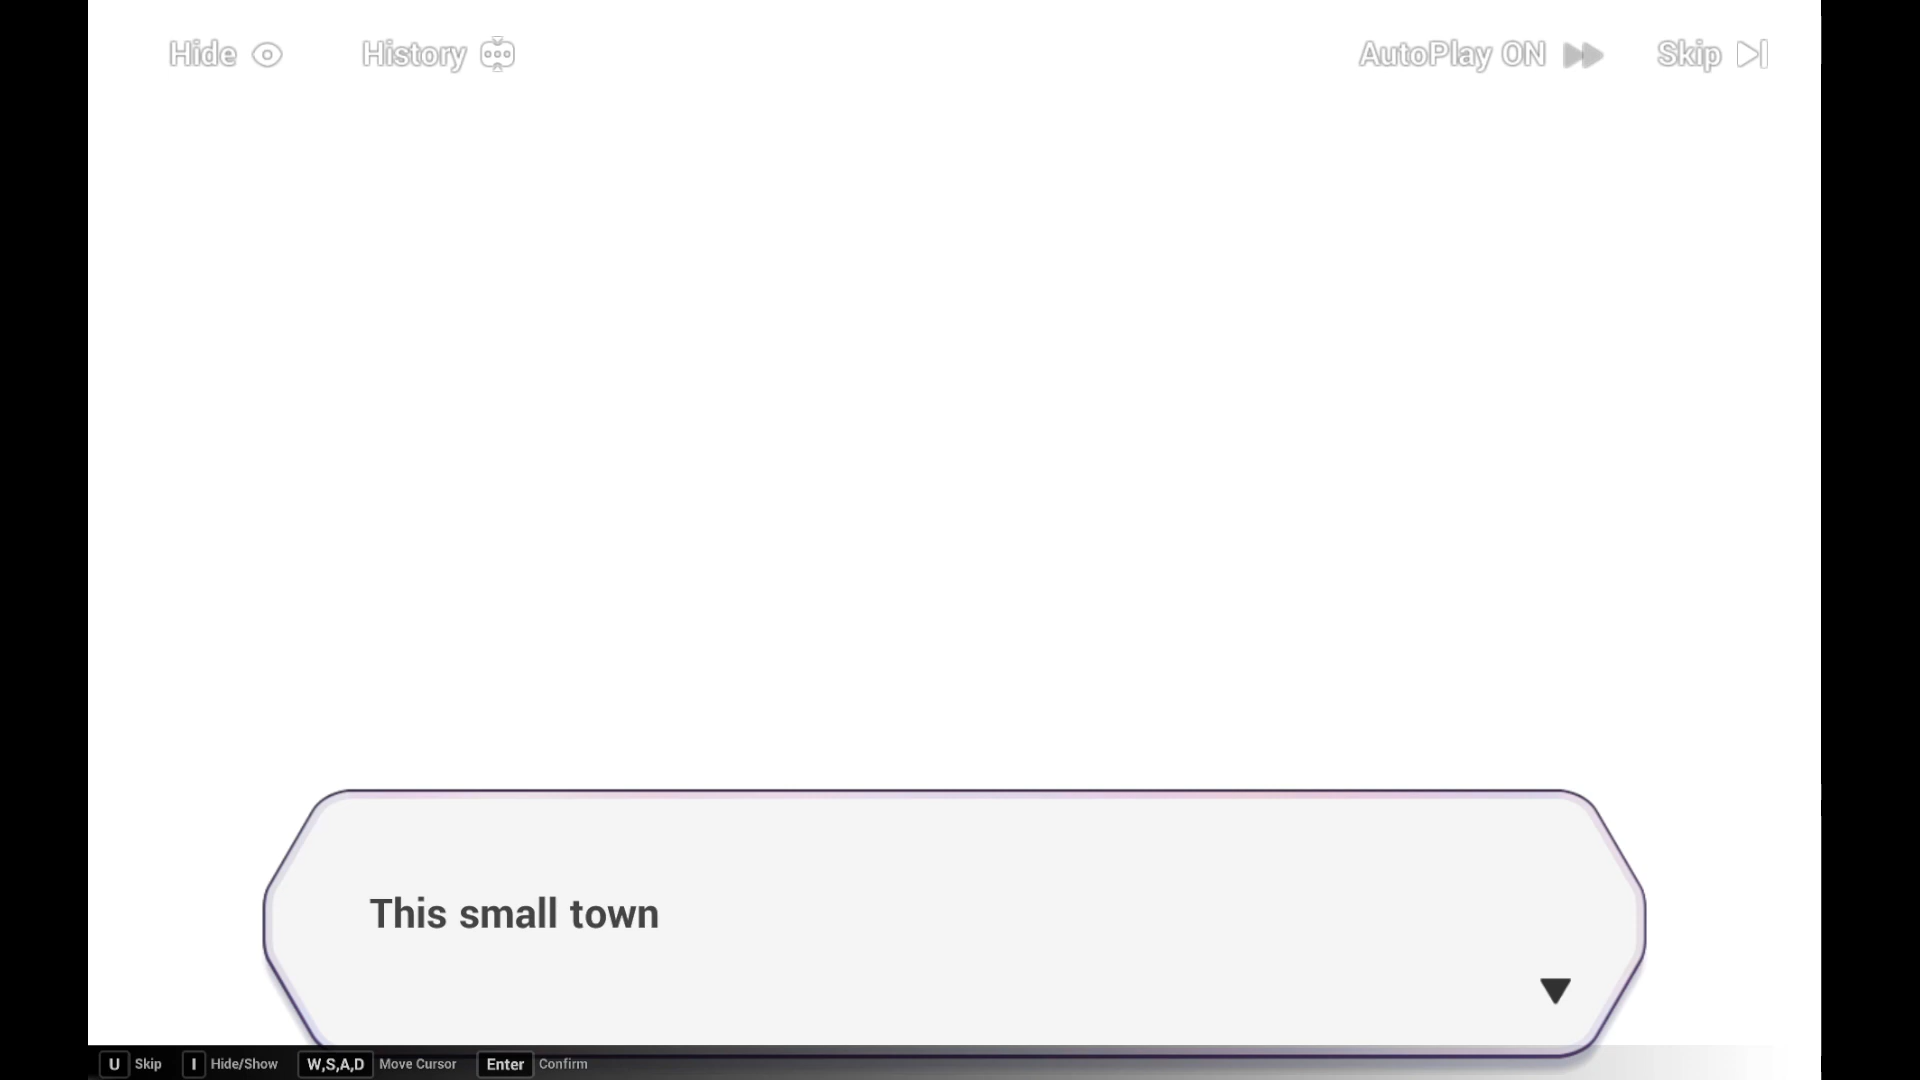 Hide
History
AutoPlay ON
Skip
This small town
U Skip I Hide/Show W,S,A,D Move Cursor Enter Confirm